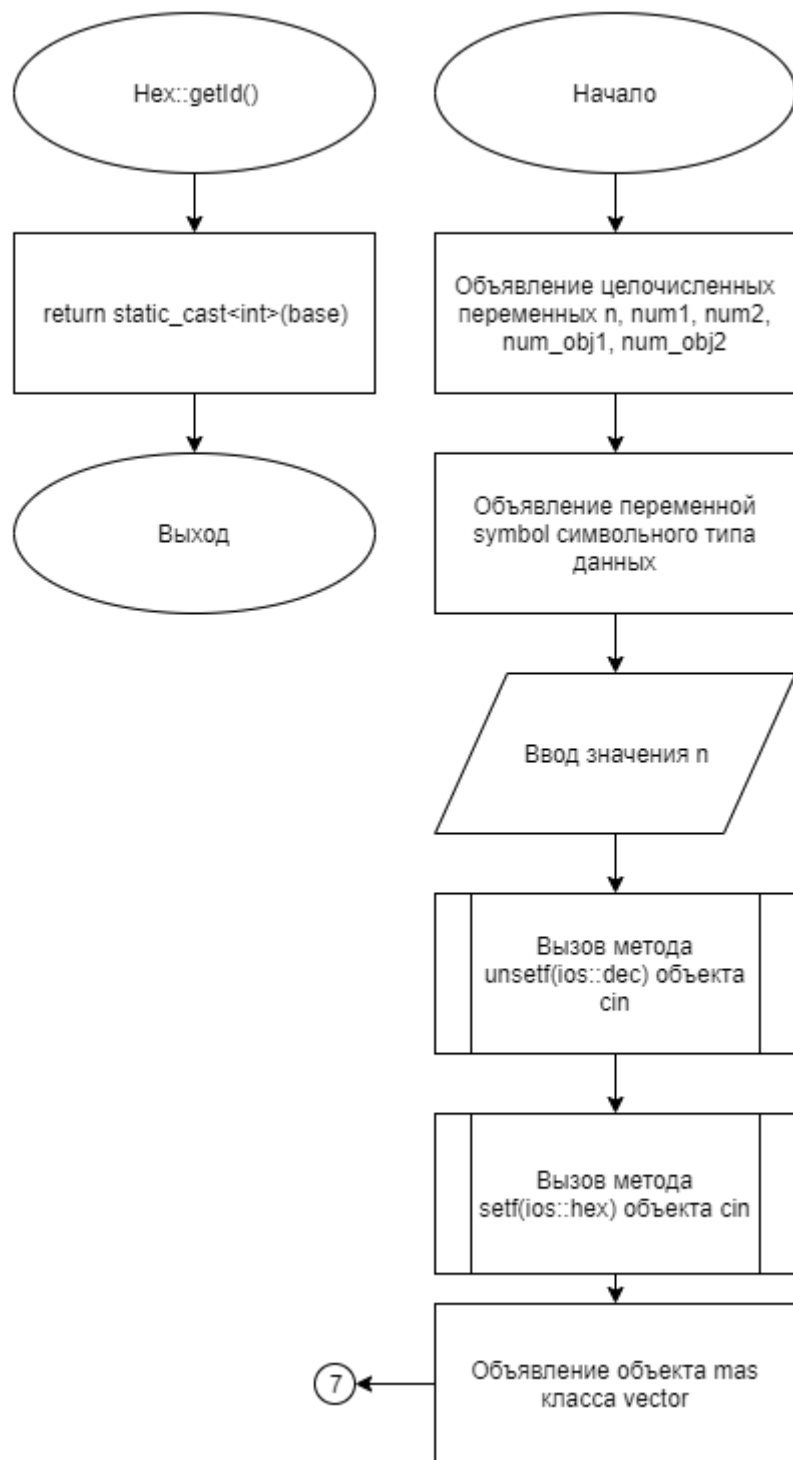 Hex::getId()
return static_cast<int>(base)
Выход
Начало
Объявление целочисленных
переменных n, num1, num2,
num_obj1, num_obj2
Объявление переменной
symbol символьного типа
данных
Ввод значения n
Вызов метода
unsetf(ios::dec) объекта
cin
Вызов метода
setf(ios::hex) объекта cin
Объявление объекта mas
класса vector
7